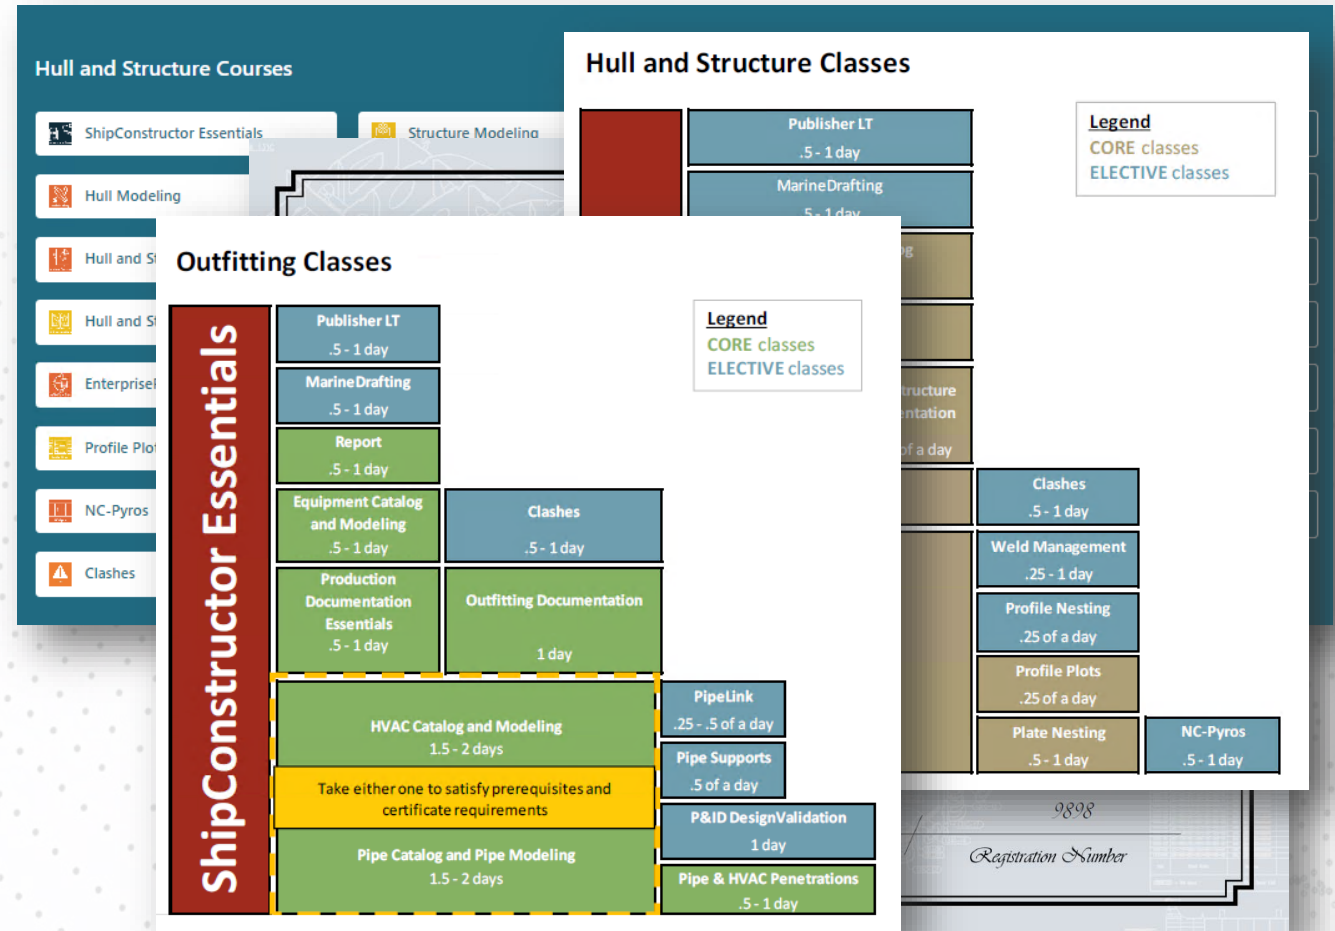 Hull and Structure Courses
ShipConstructor Essentials
Structure Modeling
Hull Modeling
Hull and
Hull and
Profile
NC-Pyros
Clashes
Hull and Structure Classes
Publisher LT
.5 - 1 day
MarineDrafting
.5 - 1 day
of a day
Legend
CORE classes
ELECTIVE classes
Clashes
.5 - 1 day
Weld Management
.25 - 1 day
Profile Nesting
.25 of a day
Profile Plots
.25 of a day
Plate Nesting
.5 - 1 day
NC-Pyros
.5 - 1 day
Outfitting Classes
ShipConstructor Essentials
Publisher LT
.5 - 1 day
MarineDrafting
.5 - 1 day
Report
.5 - 1 day
Equipment Catalog
and Modeling
.5 - 1 day
Clashes
.5 - 1 day
Production
Documentation
Essentials
.5 - 1 day
Outfitting Documentation
1 day
HVAC Catalog and Modeling
1.5 - 2 days
Take either one to satisfy prerequisites and
certificate requirements
Pipe Catalog and Pipe Modeling
1.5 - 2 days
PipeLink
.25 - .5 of a day
Pipe Supports
.5 of a day
P&ID DesignValidation
1 day
Pipe & HVAC Penetrations
.5 - 1 day
Legend
CORE classes
ELECTIVE classes
9898
Registration Number